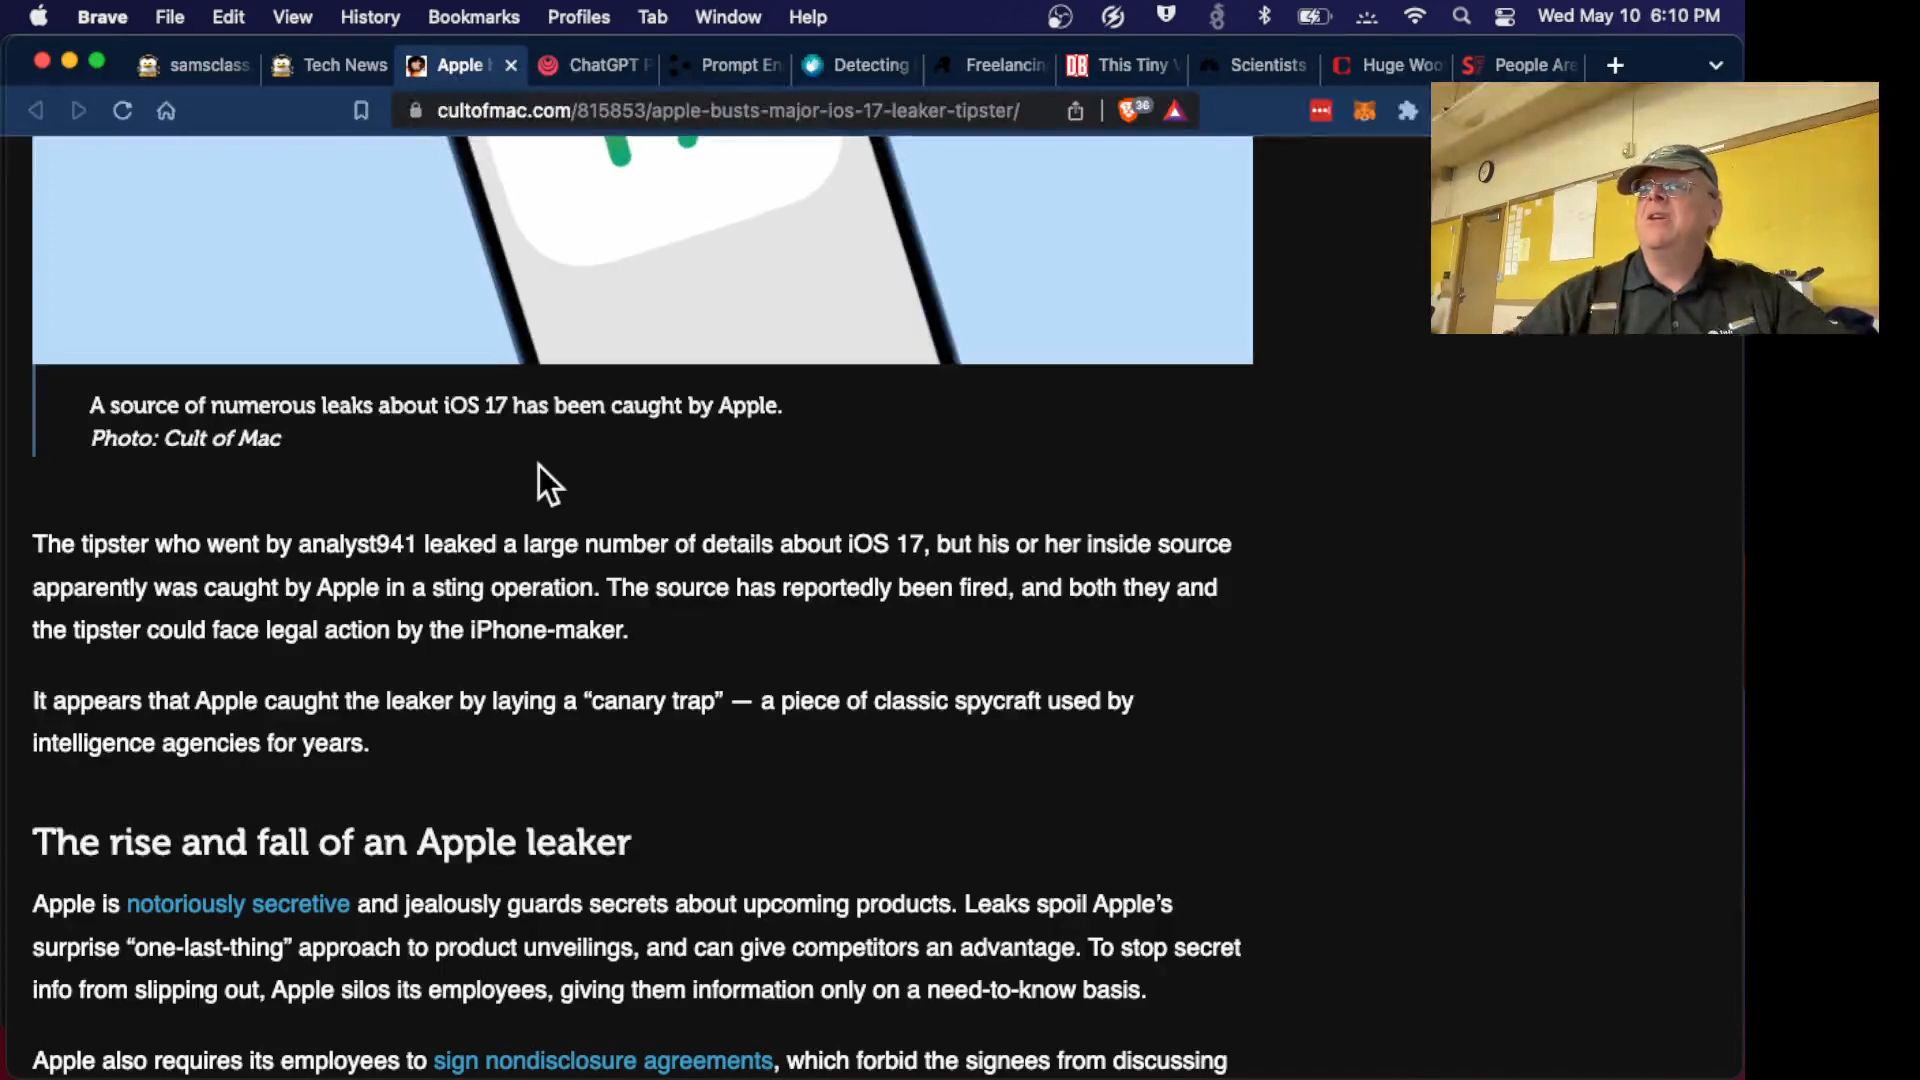 Brave File Edit View History Bookmarks Profiles Tab Window Help Wed May 10 6:10 PM
samsclass Tech News Apple ChatGPT Prompt En Detecting Freelancin DB This Tiny Scientists Huge Woo People Are
cultofmac.com/815853/apple-busts-major-ios-17-leaker-tipster/ 36
A source of numerous leaks about iOS 17 has been caught by Apple.
Photo: Cult of Mac
The tipster who went by analyst941 leaked a large number of details about iOS 17, but his or her inside source
apparently was caught by Apple in a sting operation. The source has reportedly been fired, and both they and
the tipster could face legal action by the iPhone-maker.
It appears that Apple caught the leaker by laying a “canary trap” — a piece of classic spycraft used by
intelligence agencies for years.
The rise and fall of an Apple leaker
Apple is notoriously secretive and jealously guards secrets about upcoming products. Leaks spoil Apple’s
surprise “one-last-thing” approach to product unveilings, and can give competitors an advantage. To stop secret
info from slipping out, Apple silos its employees, giving them information only on a need-to-know basis.
Apple also requires its employees to sign nondisclosure agreements, which forbid the signees from discussing